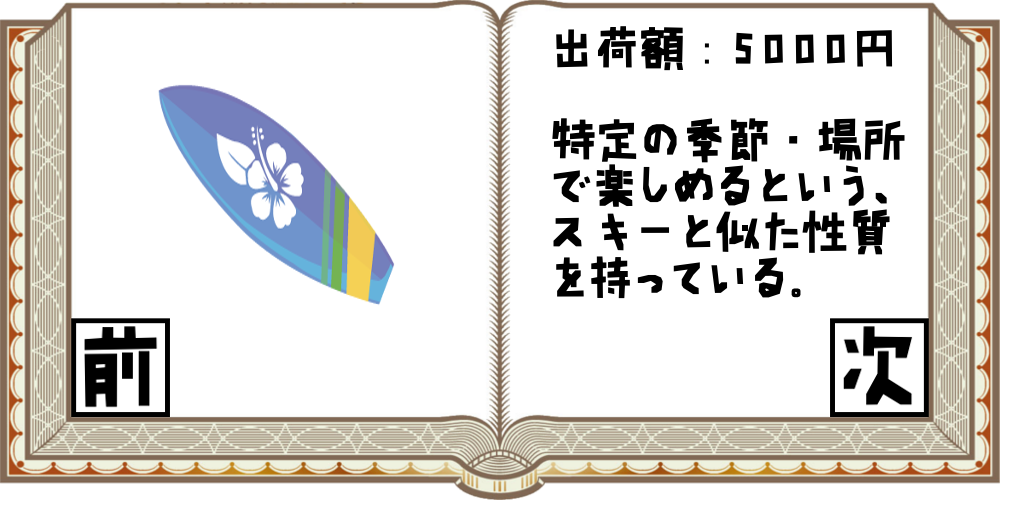 出荷額：5000円
特定の季節・場所
で楽しめるという、
スキーと似た性質
を持っている。
前
次